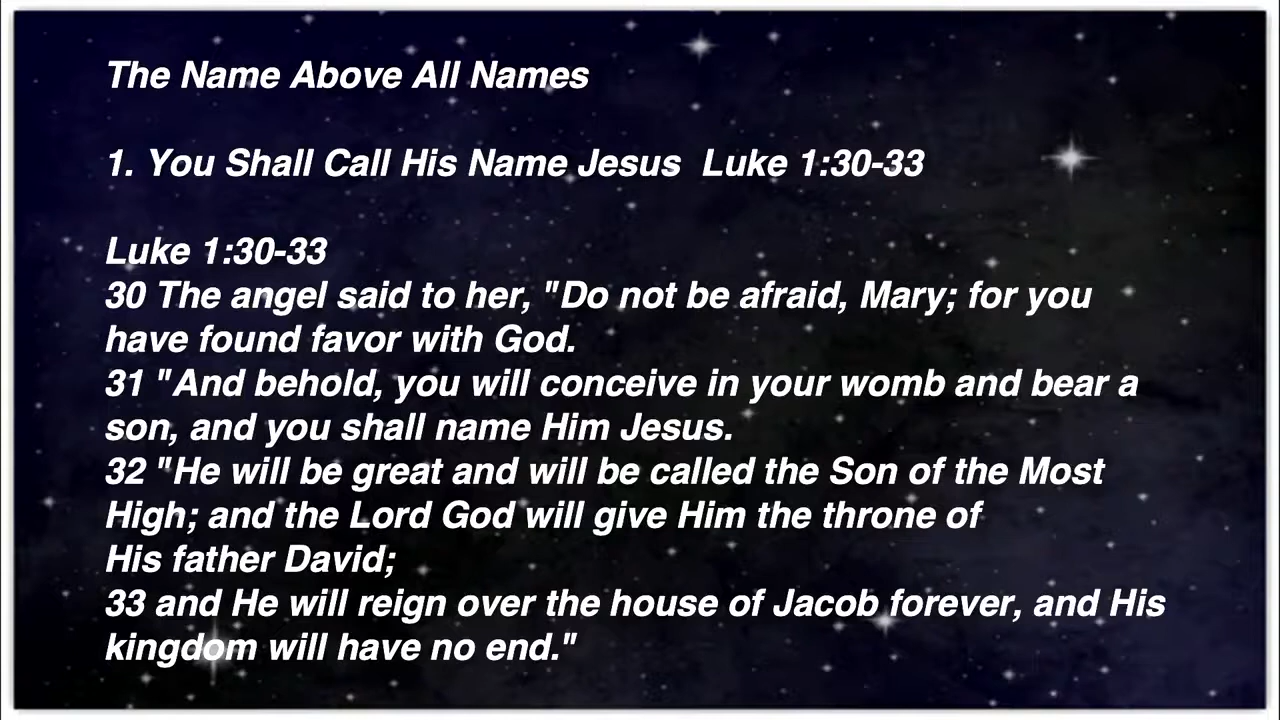 The Name Above All Names
1. You Shall Call His Name Jesus  Luke 1:30-33
Luke 1:30-33
30 The angel said to her, "Do not be afraid, Mary; for you
have found favor with God.
31 "And behold, you will conceive in your womb and bear a
son, and you shall name Him Jesus.
32 "He will be great and will be called the Son of the Most
High; and the Lord God will give Him the throne of
His father David;
33 and He will reign over the house of Jacob forever, and His
kingdom will have no end."